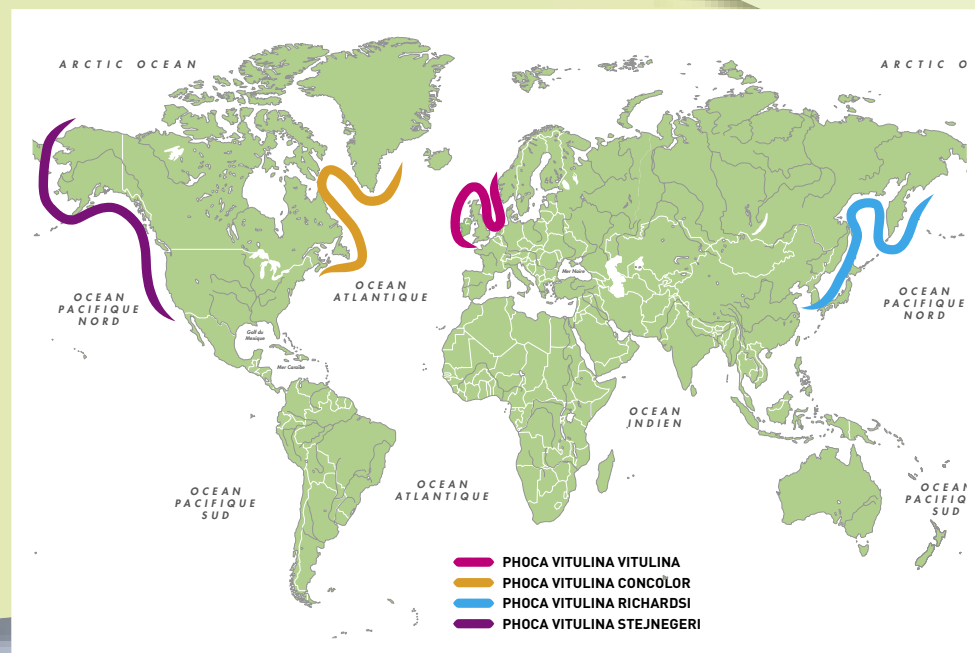 ARCTIC OCEAN
ARCTIC O
OCEAN
PACIFIQUE
NORD
OCEAN
ATLANTIQUE
Mer Noire
OCEAN
PACIFIQUE
NORD
Golf du
Mexique
Mer Caraïbe
OCEAN
INDIEN
OCEAN
PACIFIQUE
SUD
OCEAN
ATLANTIQUE
OCEAN
PACIFIQ
SUD
PHOCA VITULINA VITULINA
PHOCA VITULINA CONCOLOR
PHOCA VITULINA RICHARDSI
PHOCA VITULINA STEJNEGERI